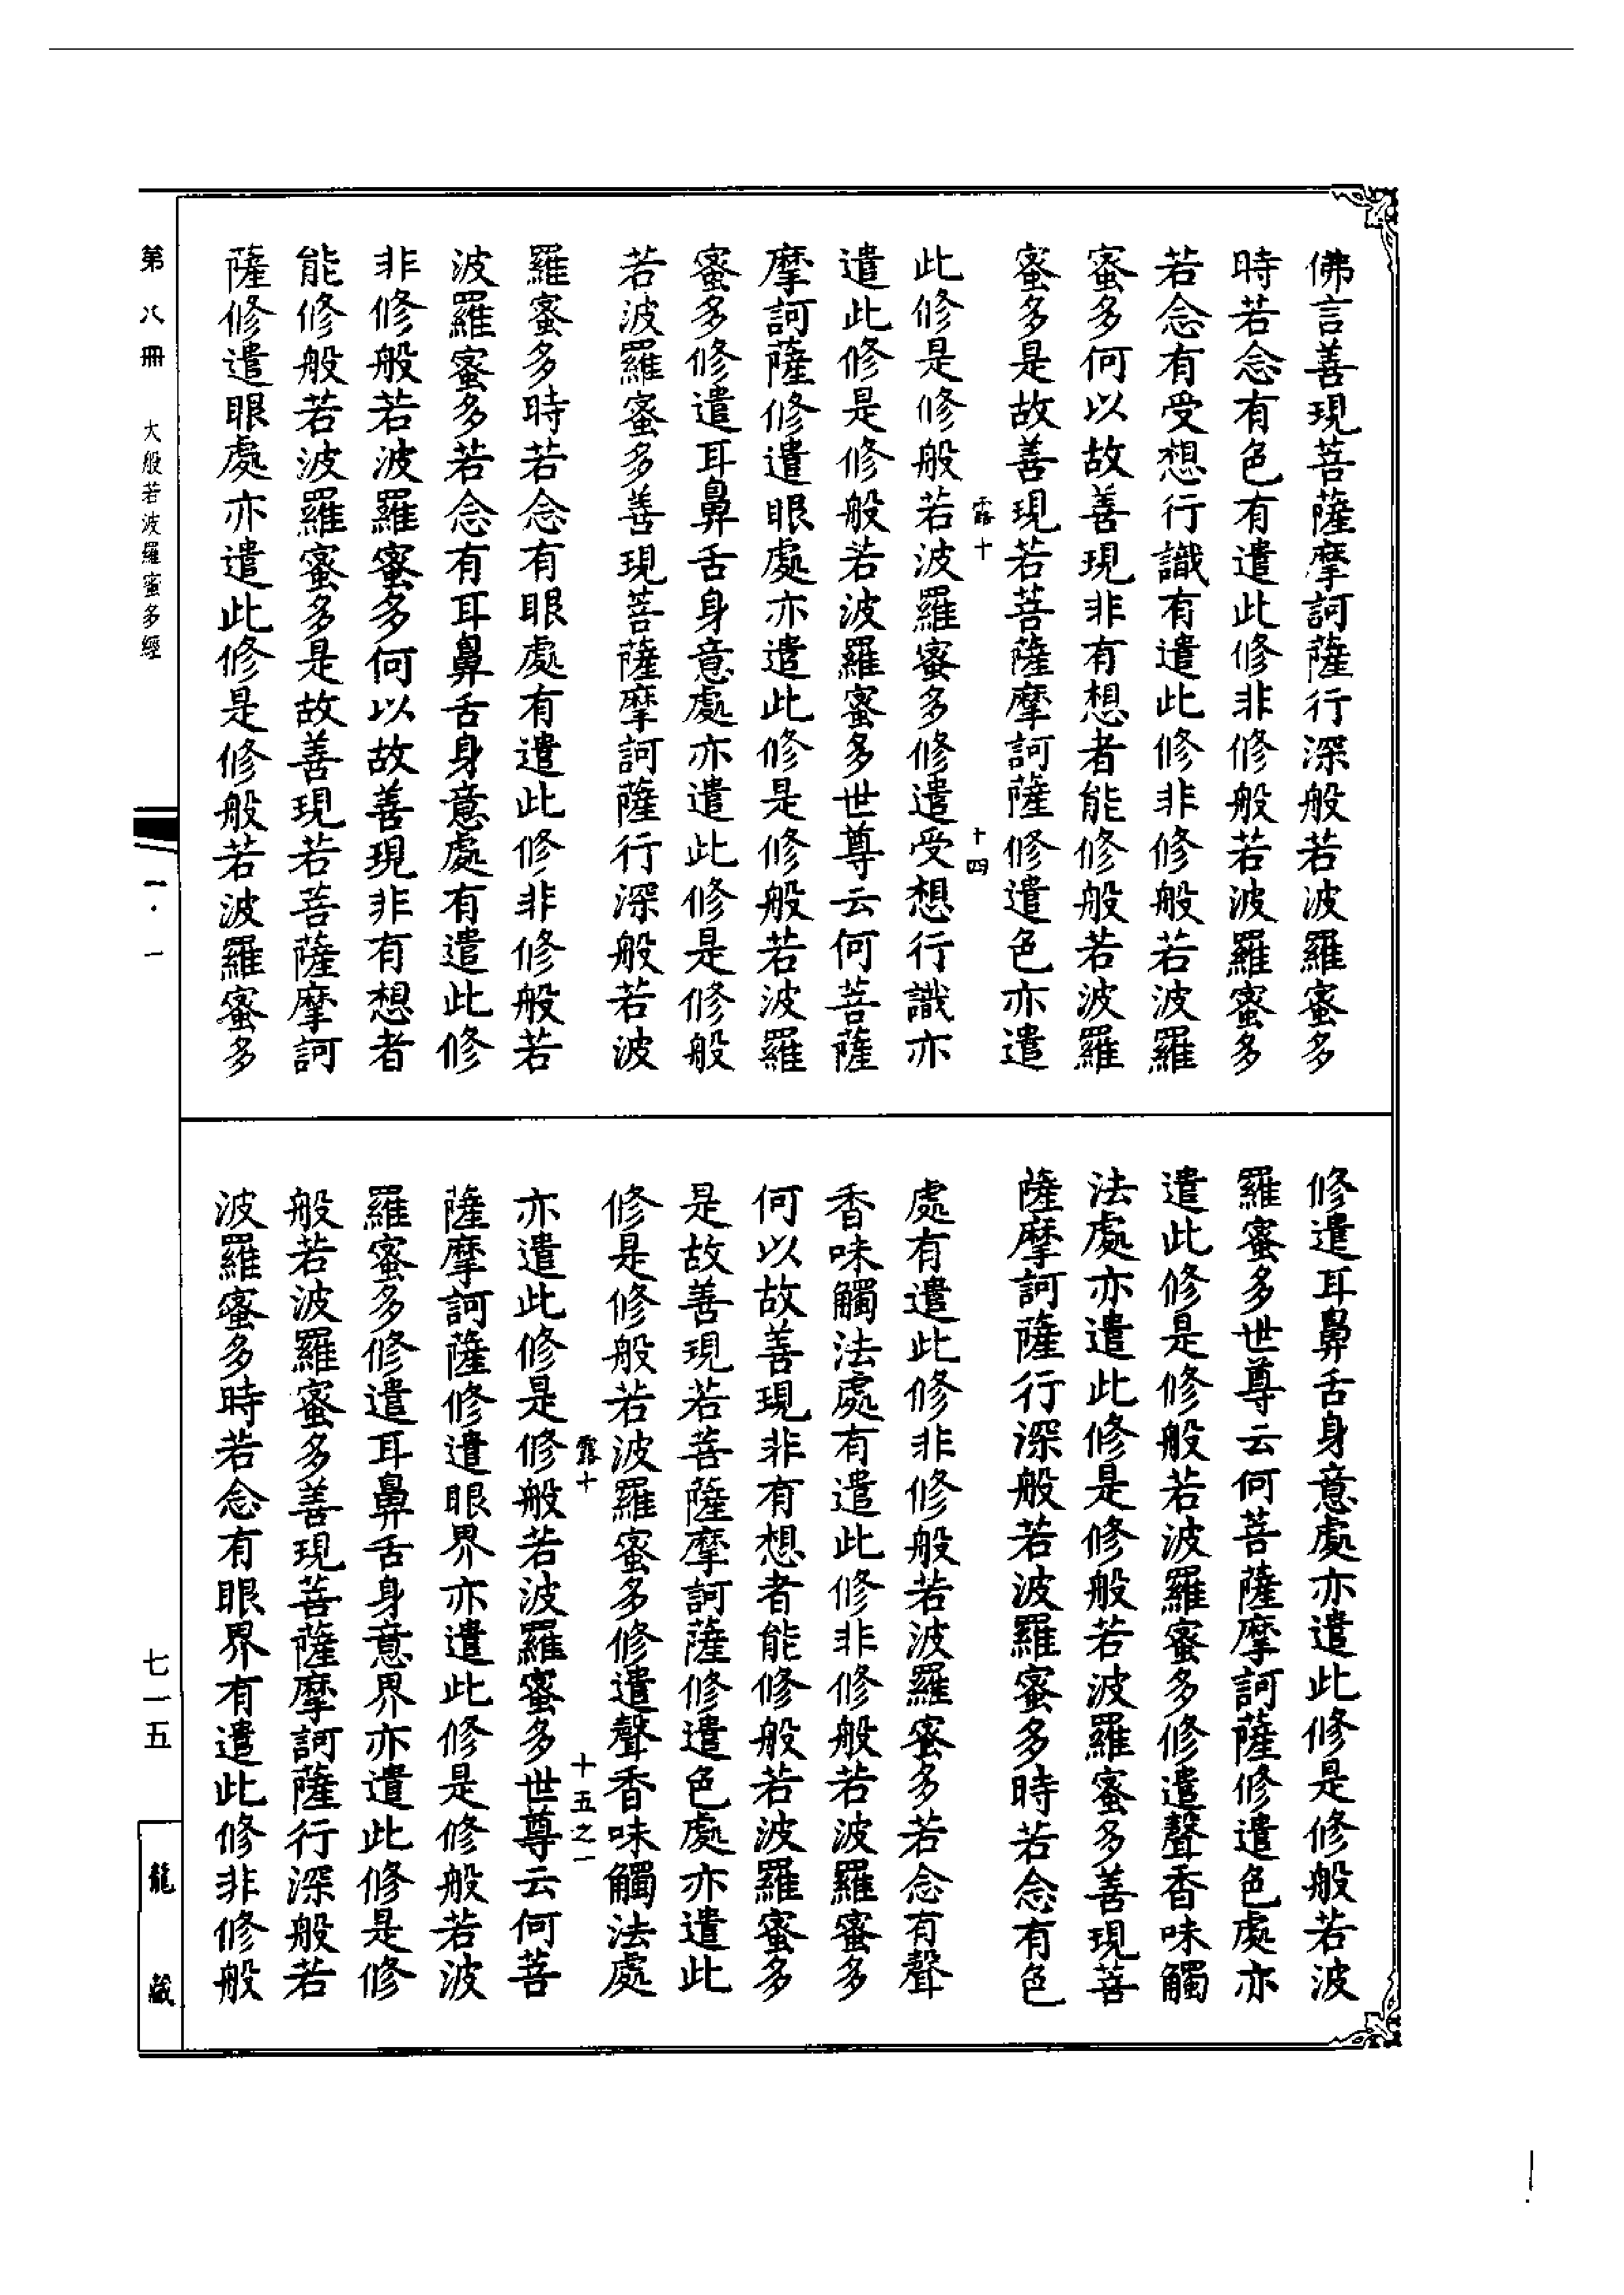 佛言善現菩薩摩訶薩行深般若波羅蜜多
時若念有色有遣此修非修般若波羅蜜多
若念有受想行識有遣此修非修般若波羅
蜜多何以故善現非有想者能修般若波羅
蜜多是故善現若菩薩摩訶薩修遣色亦遣
露十
十四
此修是修般若波羅蜜多修遣受想行識亦
遣此修是修般若波羅蜜多世尊云何菩薩
摩訶薩修遣眼處亦遣此修是修般若波羅
蜜多修遣耳鼻舌身意處亦遣此修是修般
若波羅蜜多善現菩薩摩訶薩行深般若波
羅蜜多時若念有眼處有遣此修非修般若
波羅蜜多若念有耳鼻舌身意處有遣此修
非修般若波羅蜜多何以故善現非有想者
能修般若波羅蜜多是故善現若菩薩摩訶
薩修遣眼處亦遣此修是修般若波羅蜜多
修遣耳鼻舌身意處亦遣此修是修般若波
羅蜜多世尊云何菩薩摩訶薩修遣色處亦
遣此修是修般若波羅蜜多修遣聲香味觸
法處亦遣此修是修般若波羅蜜多善現菩
薩摩訶薩行深般若波羅蜜多時若念有色
處有遣此修非修般若波羅蜜多若念有聲
香味觸法處有遣此修非修般若波羅蜜多
何以故善現非有想者能修般若波羅蜜多
是故善現若菩薩摩訶薩修遣色處亦遣此
修是修般若波羅蜜多修遣聲香味觸法處
露十
十五之一
亦遣此修是修般若波羅蜜多世尊云何菩
薩摩訶薩修遣眼界亦遣此修是修般若波
羅蜜多修遣耳鼻舌身意界亦遣此修是修
般若波羅蜜多善現菩薩摩訶薩行深般若
波羅蜜多時若念有眼界有遣此修非修般
第八冊
大般若波羅蜜多經
一·一
七一五
龍藏